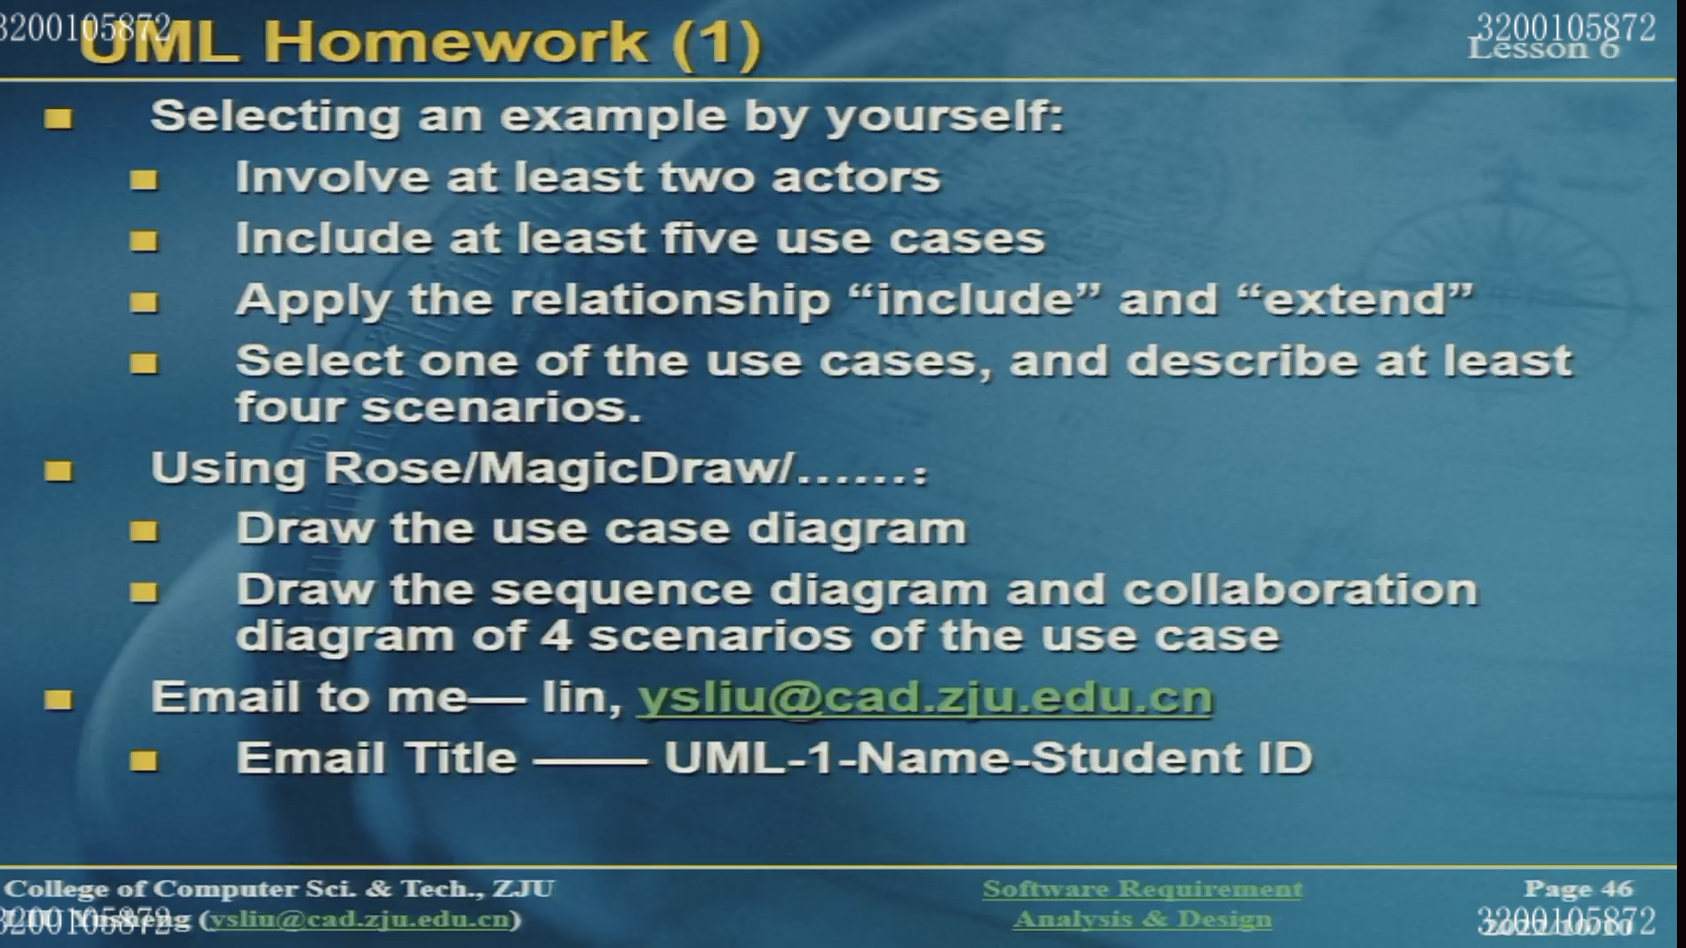 3200105872
UML Homework (1)
3200105872
Lesson 6
Selecting an example by yourself:
Involve at least two actors
Include at least five use cases
Apply the relationship “include” and “extend”
Select one of the use cases, and describe at least
four scenarios.
Using Rose/MagicDraw/……:
Draw the use case diagram
Draw the sequence diagram and collaboration
diagram of 4 scenarios of the use case
Email to me— lin, ysliu@cad.zju.edu.cn
Email Title —— UML-1-Name-Student ID
College of Computer Sci. & Tech., ZJU
(ysliu@cad.zju.edu.cn)
3200105872
Software Requirement
Analysis & Design
Page 46
3200105872